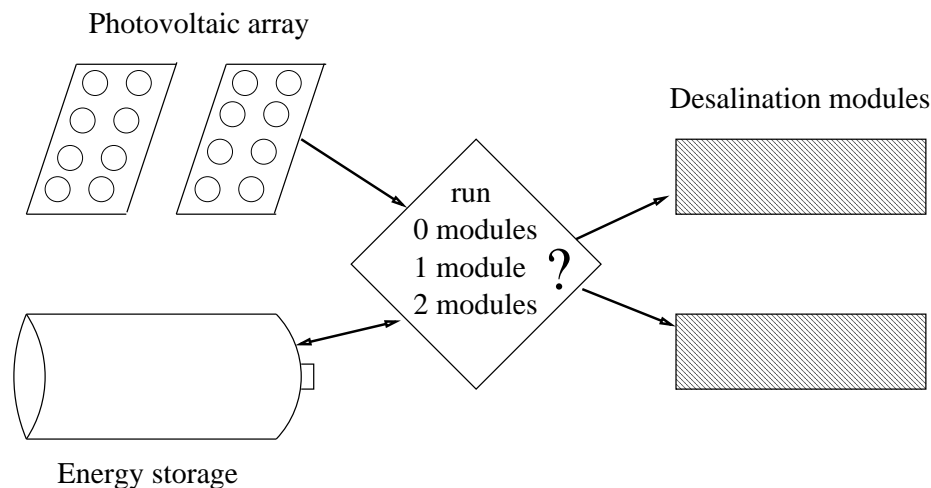 Photovoltaic array
Desalination modules
run
0 modules
1 module
2 modules
?
Energy storage